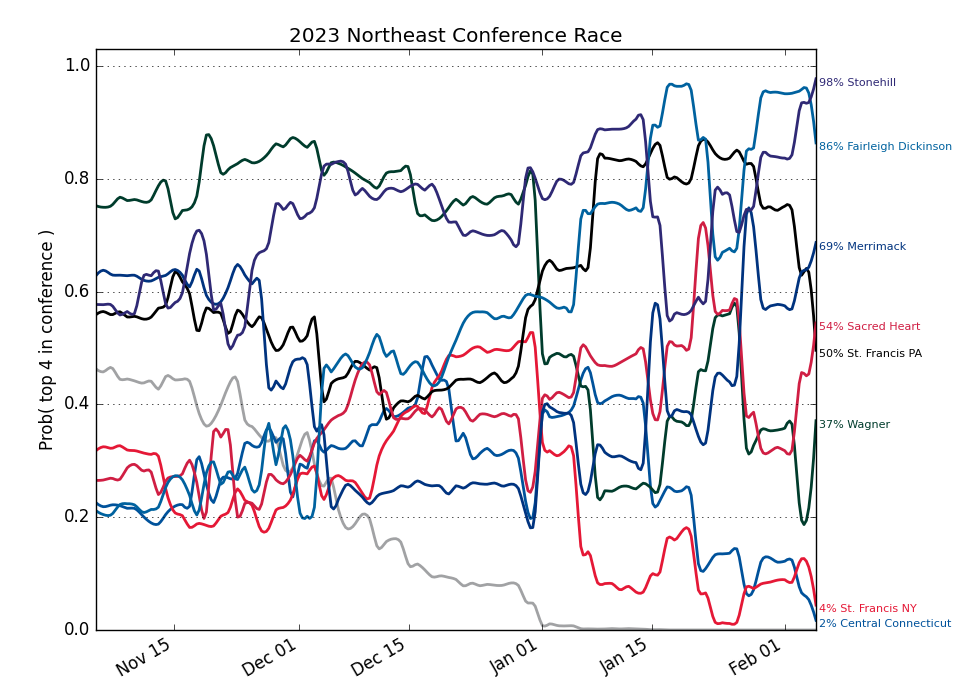 2023 Northeast Conference Race
Prob( top 4 in conference )
1.0
0.8
0.6
0.4
0.2
0.0
Nov 15
Dec 01
Dec 15
Jan 01
Jan 15
Feb 01
98% Stonehill
86% Fairleigh Dickinson
69% Merrimack
54% Sacred Heart
50% St. Francis PA
37% Wagner
4% St. Francis NY
2% Central Connecticut